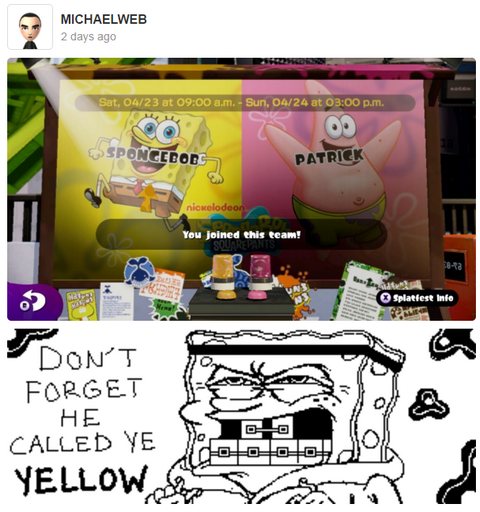 MICHAELWEB
2 days ago
Sat, 04/23 at 09:00 a.m. - Sun, 04/24 at 03:00 p.m.
SPONGEBOB
PATRICK
nickelodeon
You joined this team!
SQUAREPANTS
B
X Splatfest Info
DON'T
FORGET
HE
CALLED YE
YELLOW